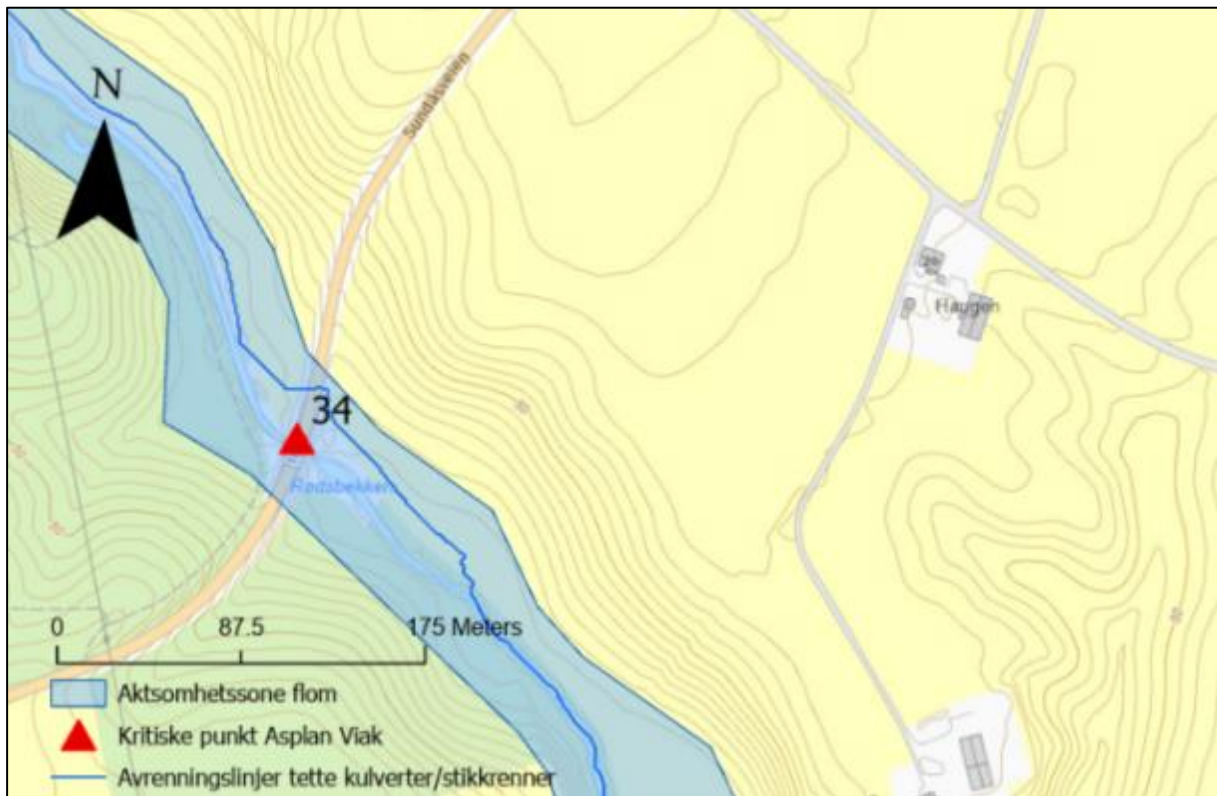 N
Sundåsveien
Haugen
34
Rødsbekken
0 87.5 175 Meters
Aktsomhetssone flom
Kritiske punkt Asplan Viak
Avrenningslinjer tette kulverter/stikkrenner